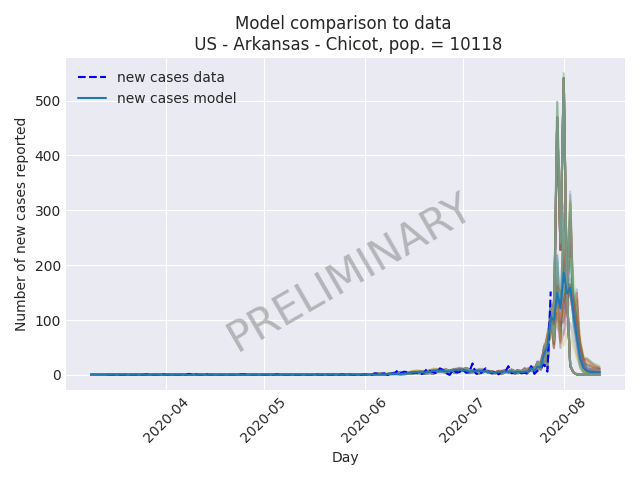 Model comparison to data
US - Arkansas - Chicot, pop. = 10118
new cases data
new cases model
Number of new cases reported
500
400
300
200
100
0
PRELIMINARY
2020-04
2020-05
2020-06
2020-07
2020-08
Day